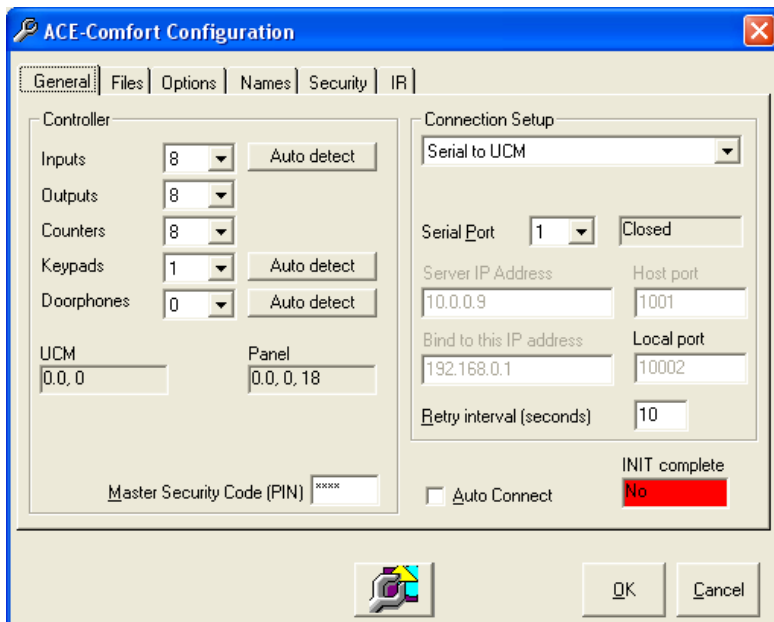 ACE-Comfort Configuration
General Files Options Names Security IR
Controller
Inputs 8 Auto detect
Outputs 8
Counters 8
Keypads 1 Auto detect
Doorphones 0 Auto detect
UCM Panel
0.0, 0 0.0, 0, 18
Master Security Code (PIN) ****
Connection Setup
Serial to UCM
Serial Port 1 Closed
Server IP Address Host port
10.0.0.9 1001
Bind to this IP address Local port
192.168.0.1 10002
Retry interval (seconds) 10
INIT complete
Auto Connect No
OK Cancel